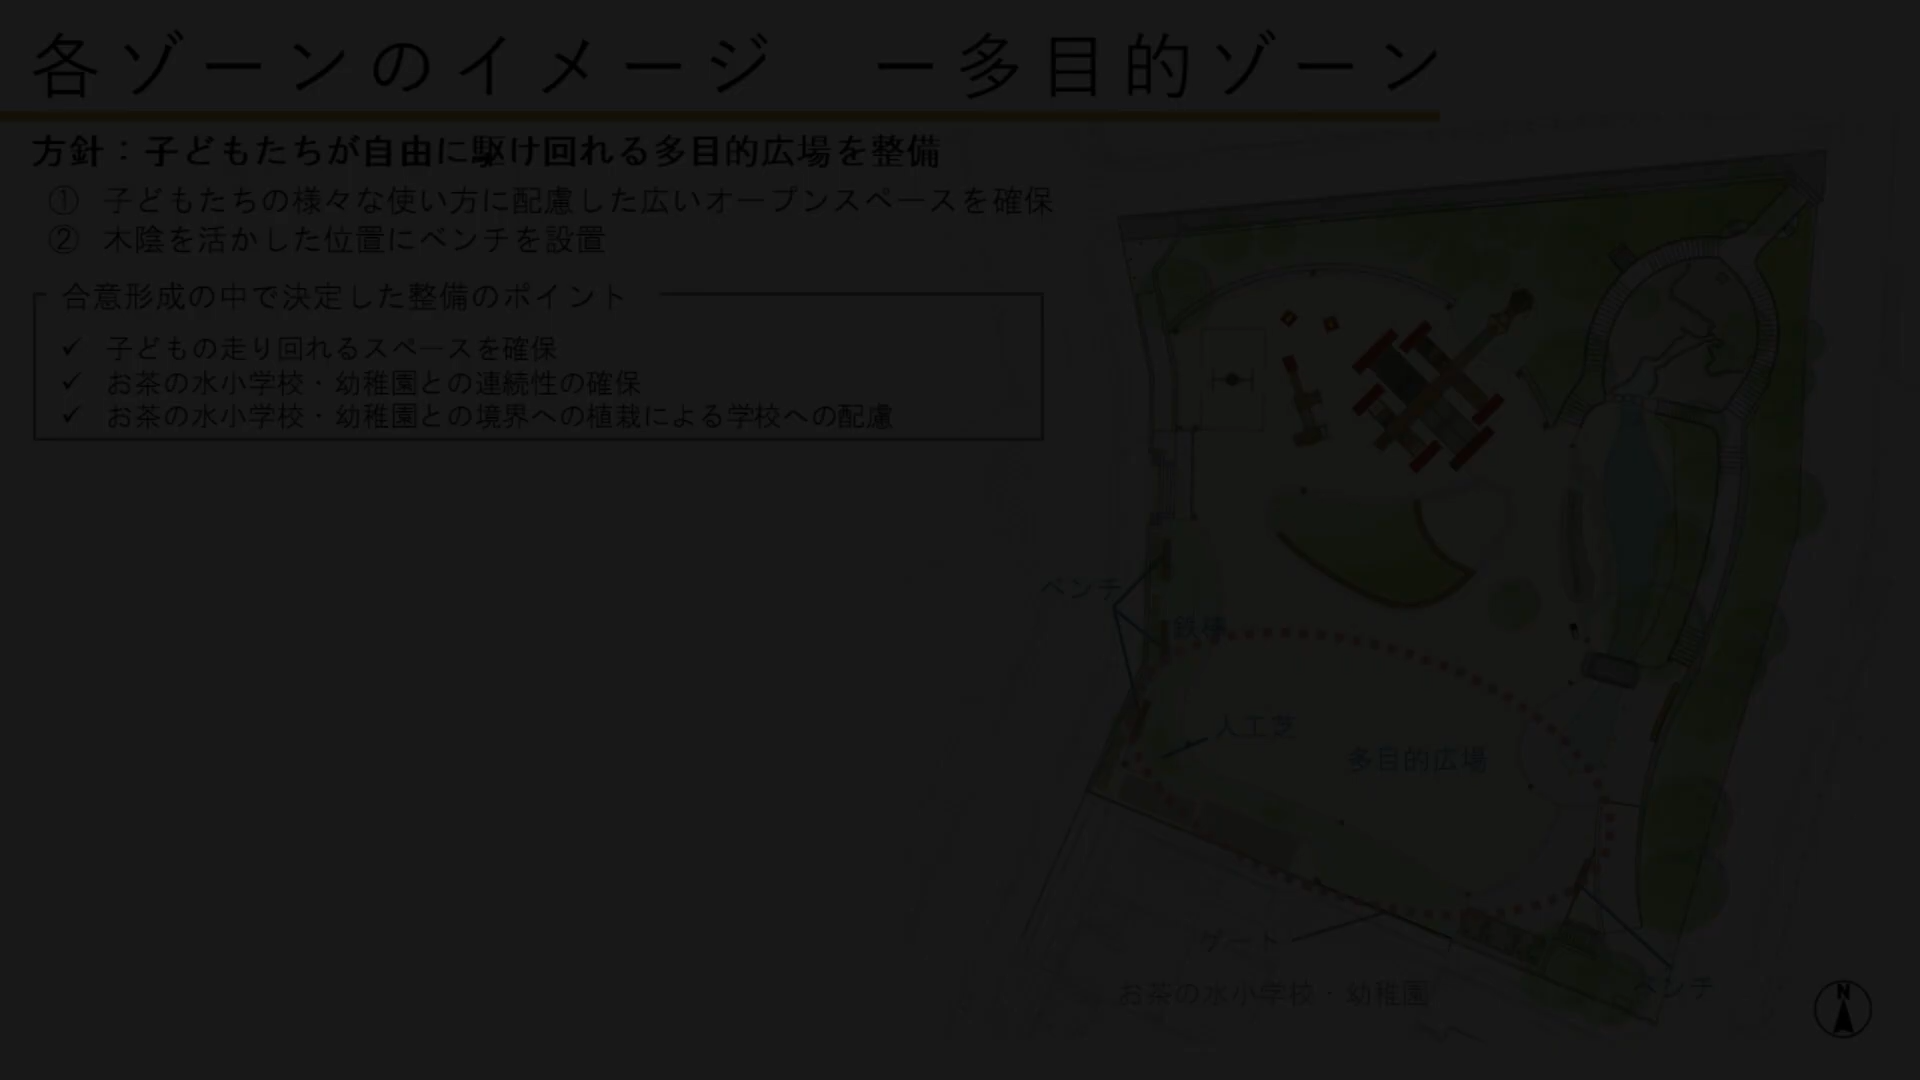 各ゾーンのイメージ　ー多目的ゾーン
方針：子どもたちが自由に駆け回れる多目的広場を整備
① 子どもたちの様々な使い方に配慮した広いオープンスペースを確保
② 木陰を活かした位置にベンチを設置
合意形成の中で決定した整備のポイント
✓ 子どもの走り回れるスペースを確保
✓ お茶の水小学校・幼稚園との連続性の確保
✓ お茶の水小学校・幼稚園との境界への植栽による学校への配慮
ベンチ
鉄棒
人工芝
多目的広場
ゲート
お茶の水小学校・幼稚園
ベンチ
N